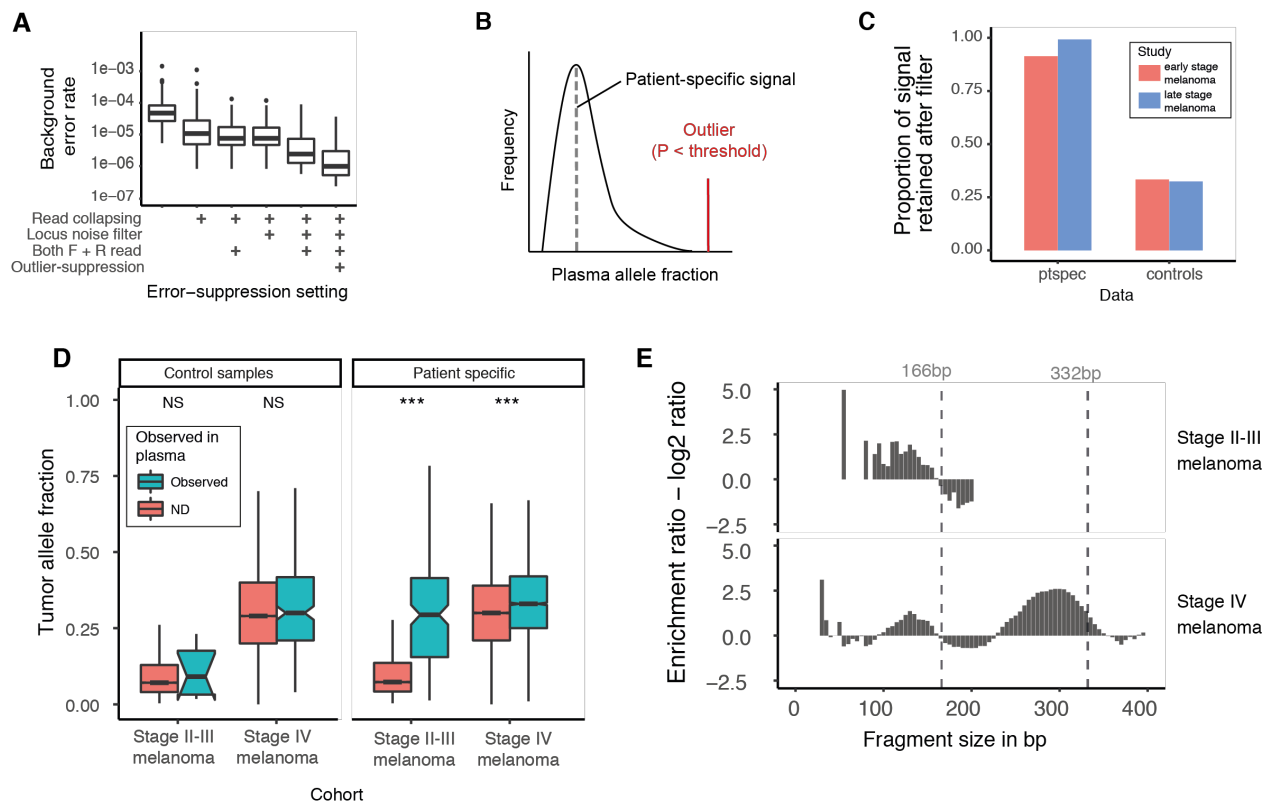 A
Background
error rate
1e−03
1e−04
1e−05
1e−06
1e−07
Read collapsing + + + + +
Locus noise filter + + +
Both F + R read + + +
Outlier-suppression +
Error−suppression setting
B
Frequency
Patient-specific signal
Outlier
(P < threshold)
Plasma allele fraction
C
Proportion of signal
retained after filter
1.00
0.75
0.50
0.25
0.00
Study
early stage
melanoma
late stage
melanoma
ptspec controls
Data
D
Tumor allele fraction
Control samples Patient specific
1.00
0.75
0.50
0.25
0.00
NS NS *** ***
Observed in
plasma
Observed
ND
Stage II-III
melanoma
Stage IV
melanoma
Stage II-III
melanoma
Stage IV
melanoma
Cohort
E
Enrichment ratio − log2 ratio
166bp 332bp
5.0
2.5
0.0
−2.5
Stage II-III
melanoma
5.0
2.5
0.0
−2.5
Stage IV
melanoma
0 100 200 300 400
Fragment size in bp